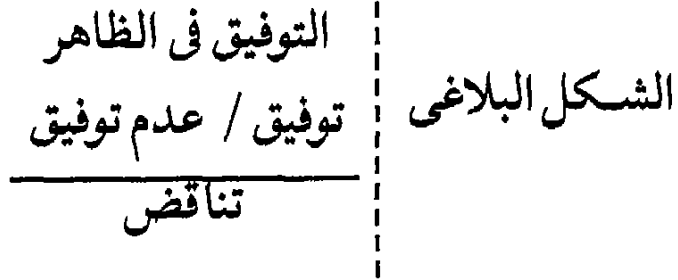 الشكل البلاغى
التوفيق فى الظاهر
توفيق / عدم توفيق
تناقض